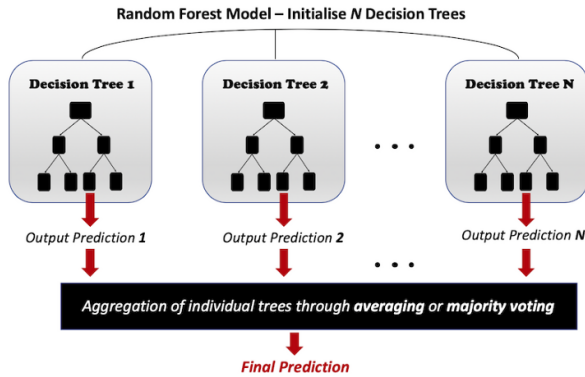 Random Forest Model – Initialise N Decision Trees
Decision Tree 1
Decision Tree 2
Decision Tree N
. . .
Output Prediction 1
Output Prediction 2
Output Prediction N
. . .
Aggregation of individual trees through averaging or majority voting
Final Prediction